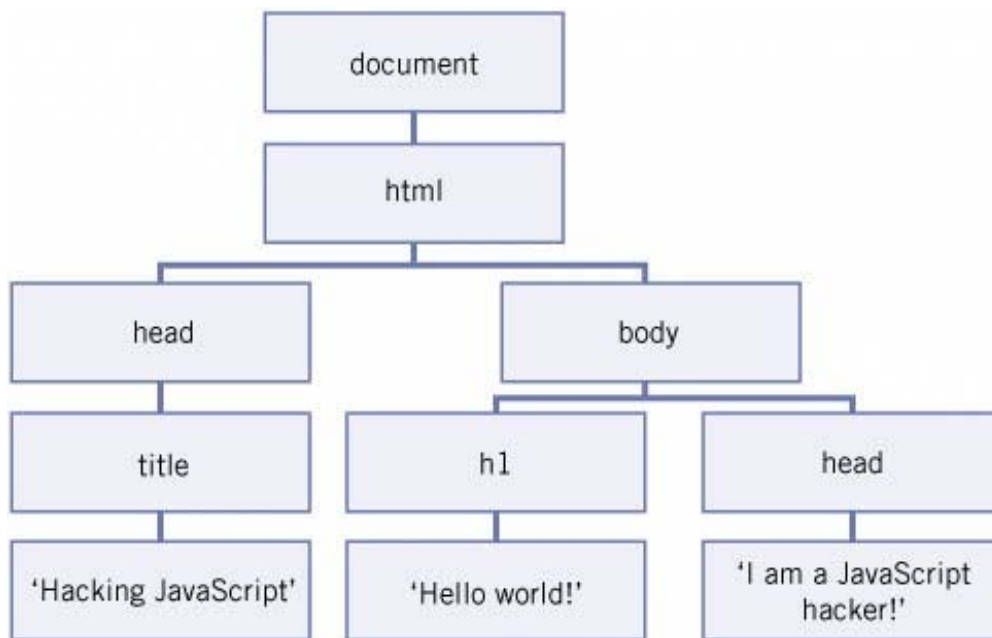 document
html
head
body
title
h1
head
‘Hacking JavaScript’
‘Hello world!’
‘I am a JavaScript
hacker!’